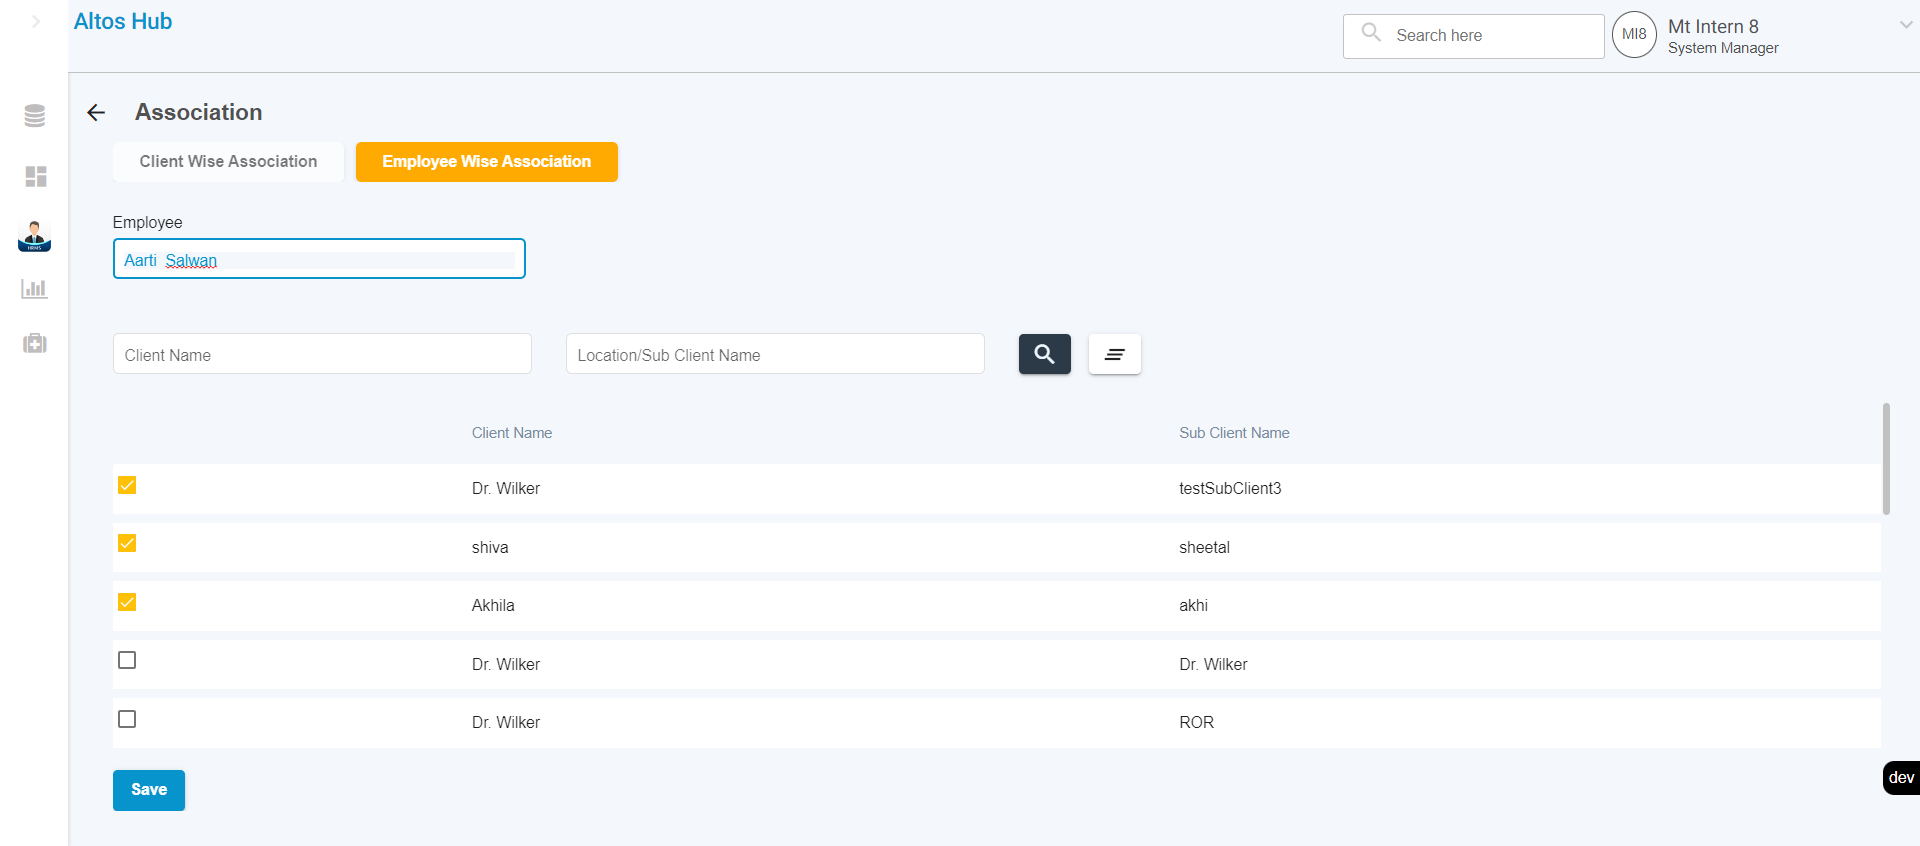 Altos Hub
Search here
MI8
Mt Intern 8
System Manager
Association
Client Wise Association
Employee Wise Association
Employee
Aarti  Salwan
Client Name
Location/Sub Client Name
Client Name
Sub Client Name
Dr. Wilker
testSubClient3
shiva
sheetal
Akhila
akhi
Dr. Wilker
Dr. Wilker
Dr. Wilker
ROR
Save
dev
HRMS